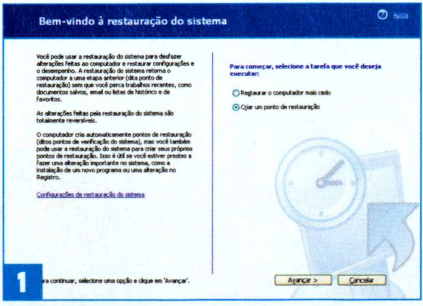 Bem-vindo à restauração do sistema
Ajuda
Você pode usar a restauração do sistema para desfazer
alterações feitas ao computador e restaurar configurações e
o desempenho. A restauração do sistema retorna o
computador a uma etapa anterior (dita ponto de
restauração) sem que você perca trabalhos recentes, como
documentos salvos, email ou listas de histórico e de
favoritos.
As alterações feitas pela restauração do sistema são
totalmente reversíveis.
O computador cria automaticamente pontos de restauração
(ditos pontos de verificação do sistema), mas você também
pode usar a restauração do sistema para criar seus próprios
pontos de restauração. Isso é útil se você estiver prestes a
fazer uma alteração importante no sistema, como a
instalação de um novo programa ou uma alteração no
Registro.
Configurações de restauração do sistema
Para começar, selecione a tarefa que você deseja
executar:
Restaurar o computador mais cedo
Criar um ponto de restauração
1
ara continuar, selecione uma opção e clique em 'Avançar'.
Avançar >
Cancelar